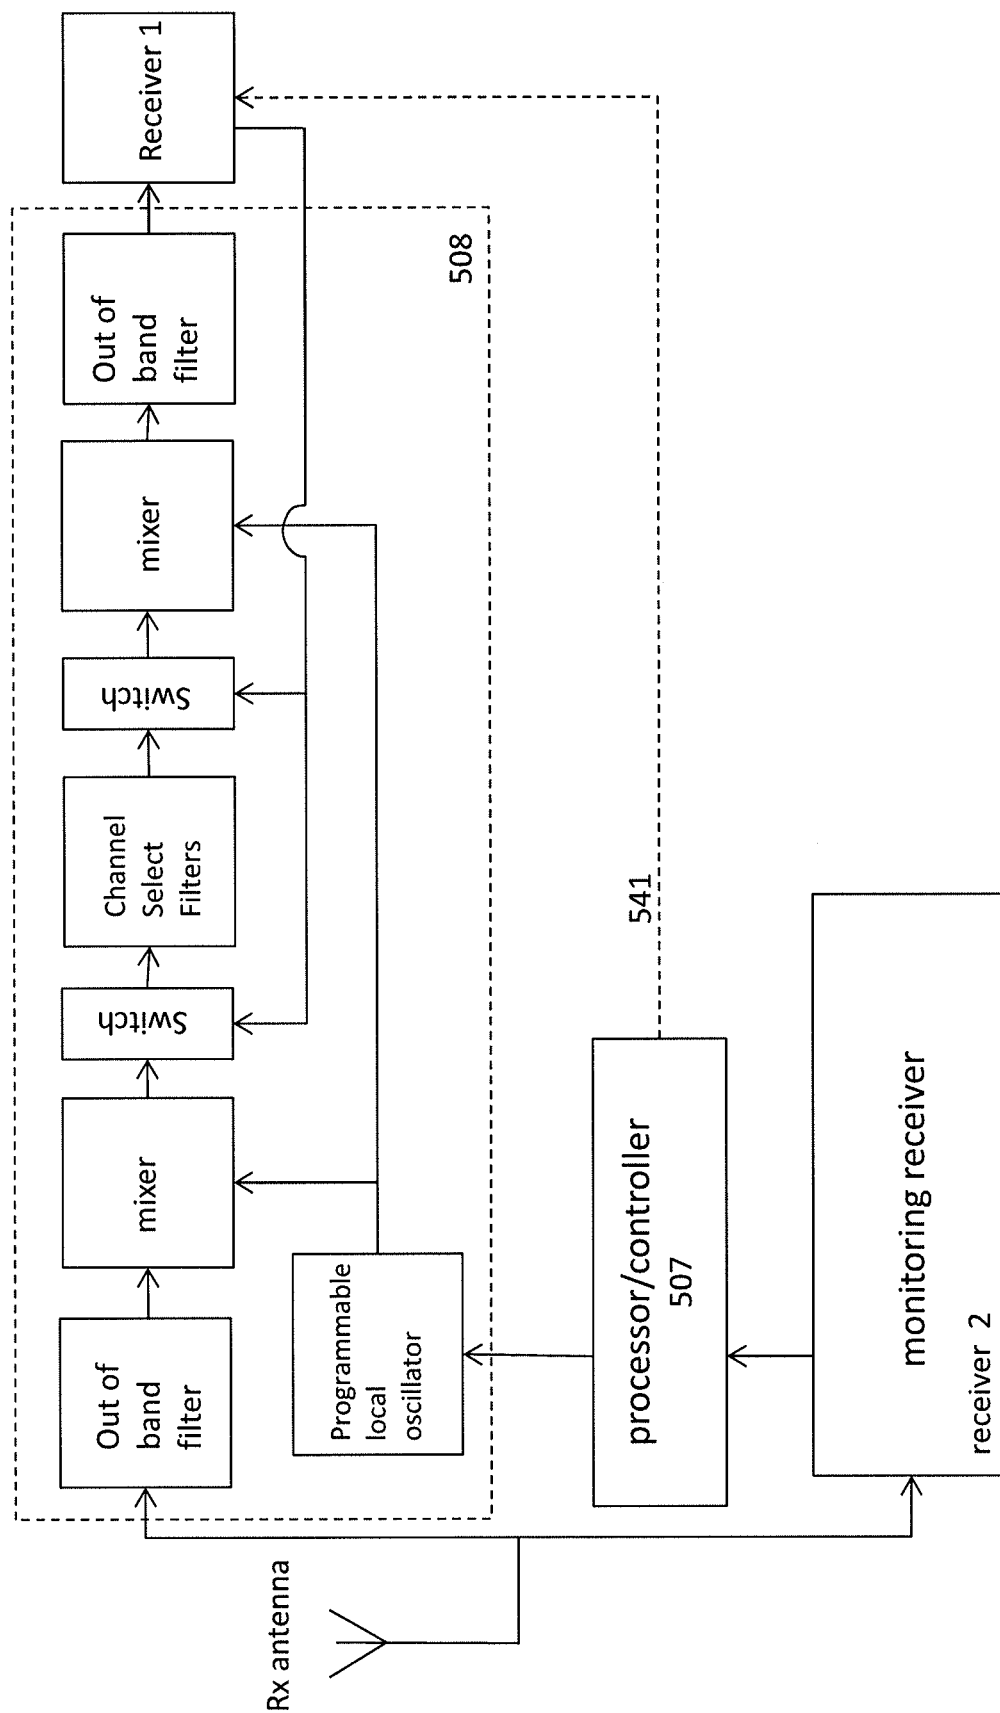 Rx antenna
Out of
band
filter
mixer
Switch
Channel
Select
Filters
Switch
mixer
Out of
band
filter
Receiver 1
Programmable
local
oscillator
508
processor/controller
507
541
monitoring receiver
receiver 2